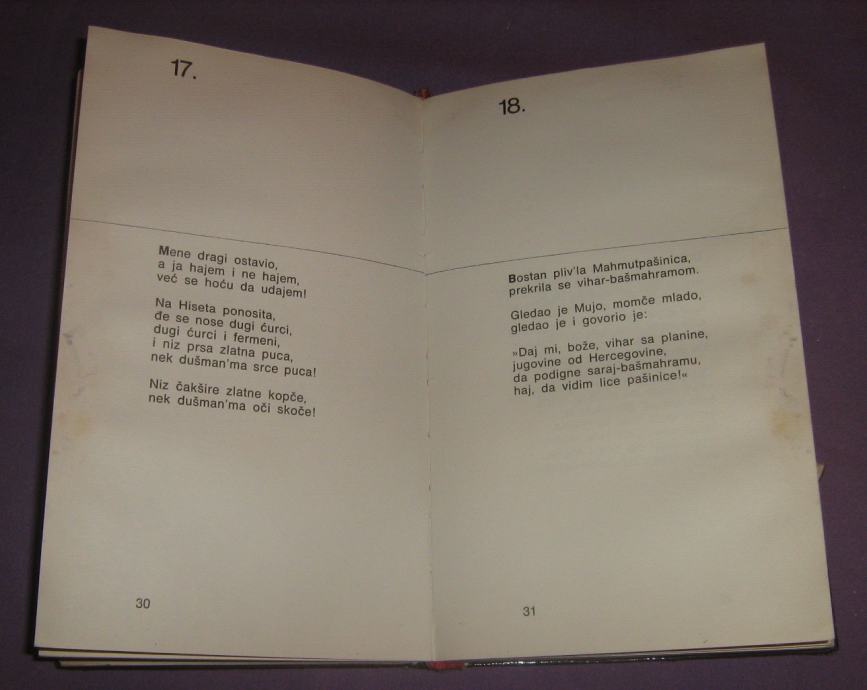 17.
Mene dragi ostavio,
a ja hajem i ne hajem,
već se hoću da udajem!
Na Hiseta ponosita,
đe se nose dugi ćurci,
dugi ćurci i fermeni,
i niz prsa zlatna puca,
nek dušman'ma srce puca!
Niz čakšire zlatne kopče,
nek dušman'ma oči skoče!
30
18.
Bostan pliv'la Mahmutpašinica,
prekrila se vihar-bašmahramom.
Gledao je Mujo, momče mlado,
gledao je i govorio je:
»Daj mi, bože, vihar sa planine,
jugovine od Hercegovine,
da podigne saraj-bašmahramu,
haj, da vidim lice pašinice!«
31